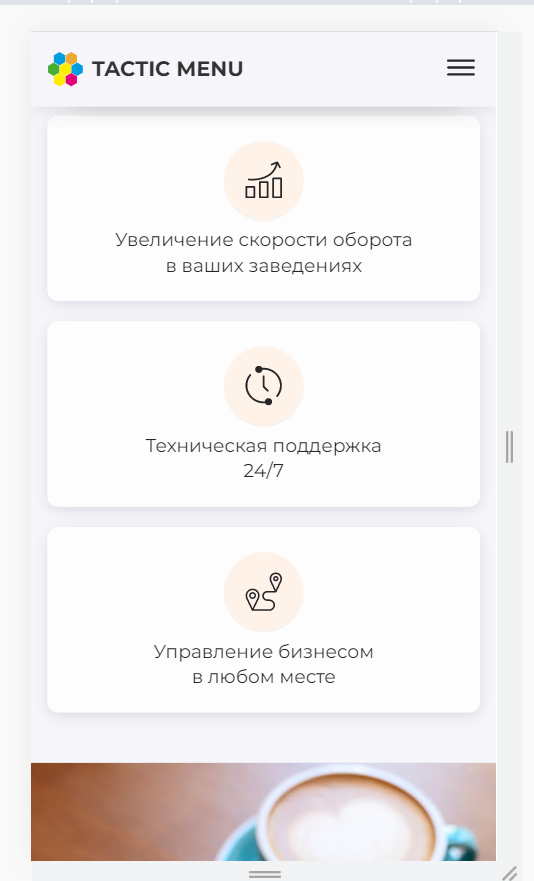 TACTIC MENU
Увеличение скорости оборота
в ваших заведениях
Техническая поддержка
24/7
Управление бизнесом
в любом месте